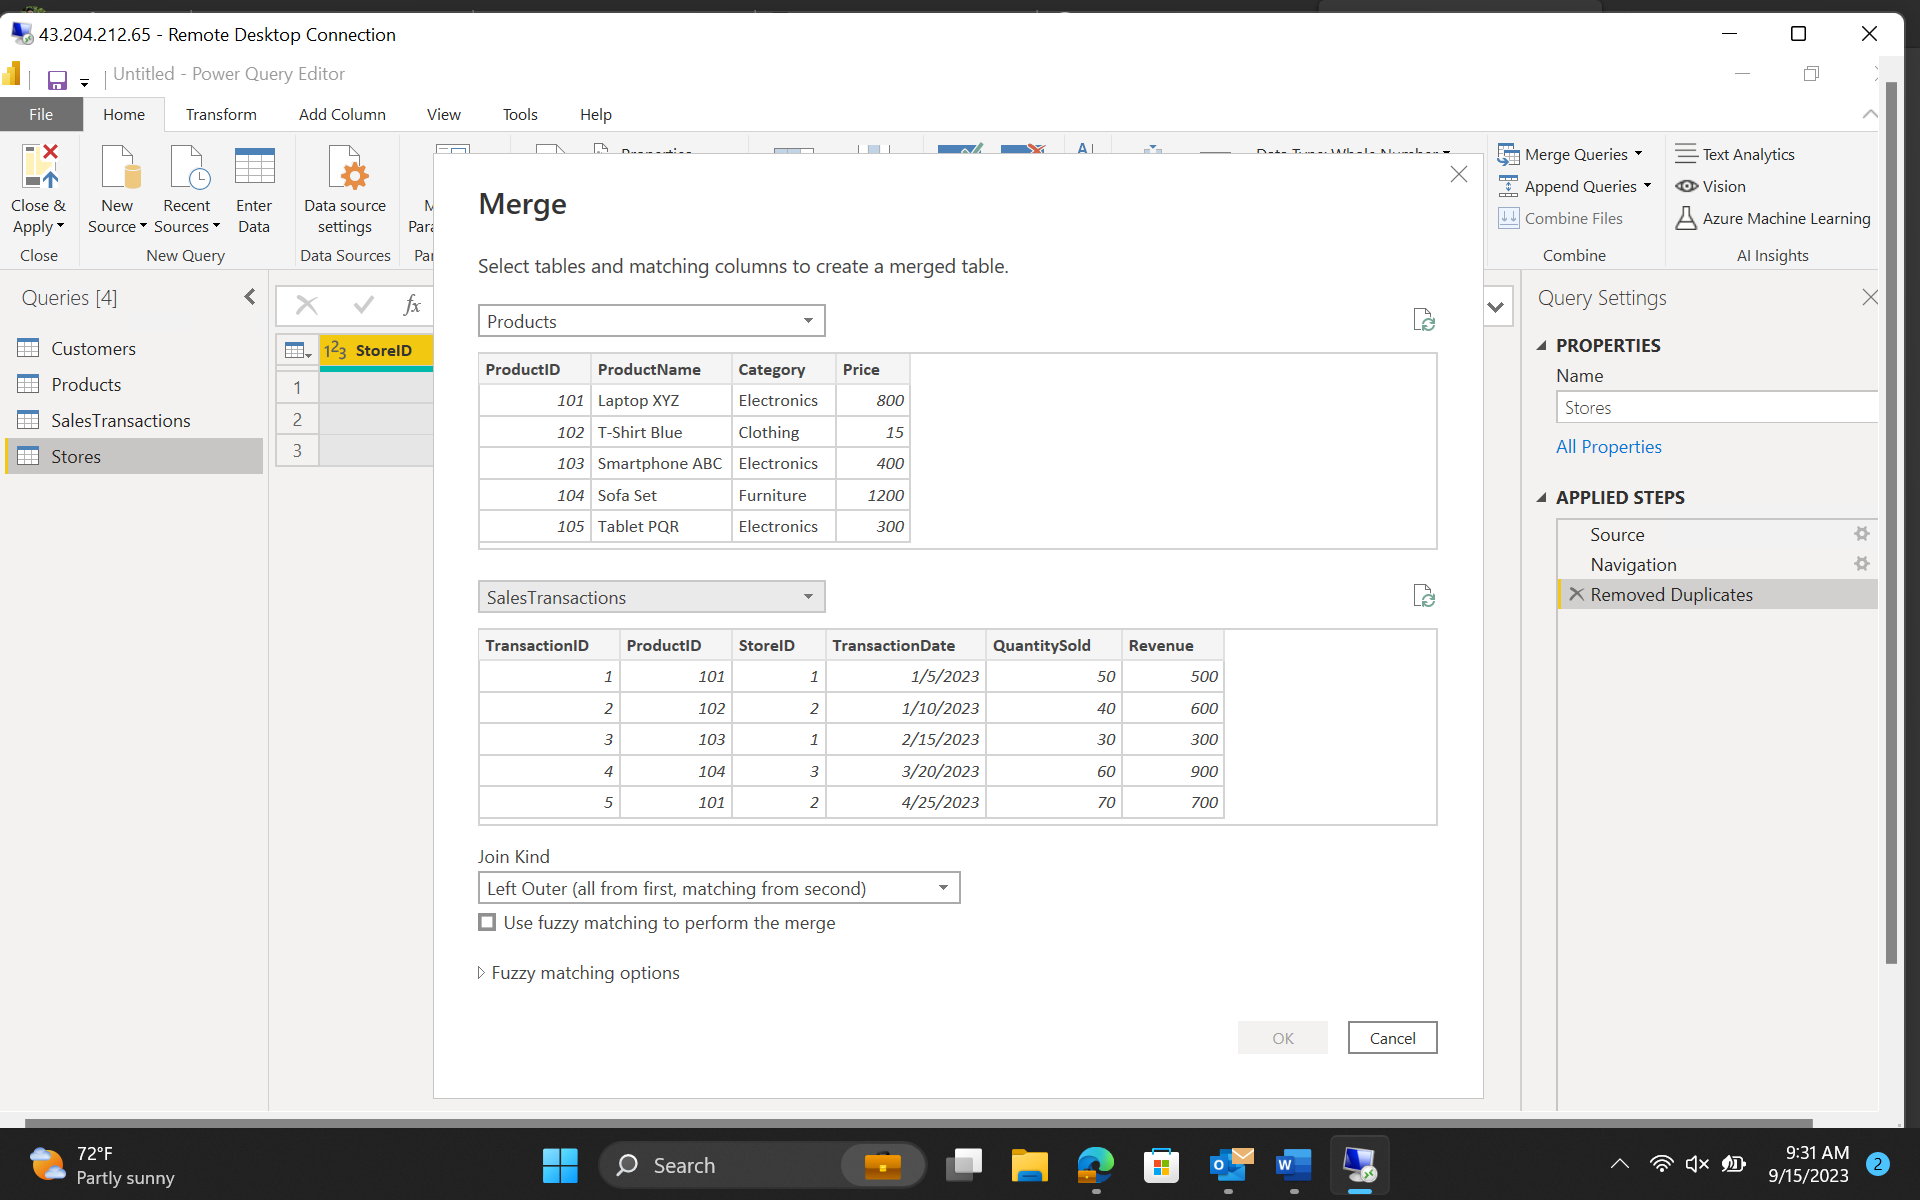 43.204.212.65 - Remote Desktop Connection
Untitled - Power Query Editor
File Home Transform Add Column View Tools Help
Close & Apply
New Source
Recent Sources
Enter Data
Data source settings
Close
New Query
Data Sources
Properties
Data Type: Whole Number
Merge Queries
Append Queries
Combine Files
Combine
Text Analytics
Vision
Azure Machine Learning
AI Insights
Queries [4]
Customers
Products
SalesTransactions
Stores
fx
123 StoreID
1
2
3
Merge
Select tables and matching columns to create a merged table.
Products
ProductID ProductName Category Price
101 Laptop XYZ Electronics 800
102 T-Shirt Blue Clothing 15
103 Smartphone ABC Electronics 400
104 Sofa Set Furniture 1200
105 Tablet PQR Electronics 300
SalesTransactions
TransactionID ProductID StoreID TransactionDate QuantitySold Revenue
1 101 1 1/5/2023 50 500
2 102 2 1/10/2023 40 600
3 103 1 2/15/2023 30 300
4 104 3 3/20/2023 60 900
5 101 2 4/25/2023 70 700
Join Kind
Left Outer (all from first, matching from second)
Use fuzzy matching to perform the merge
Fuzzy matching options
OK Cancel
Query Settings
PROPERTIES
Name
Stores
All Properties
APPLIED STEPS
Source
Navigation
Removed Duplicates
72°F
Partly sunny
Search
9:31 AM
9/15/2023
2